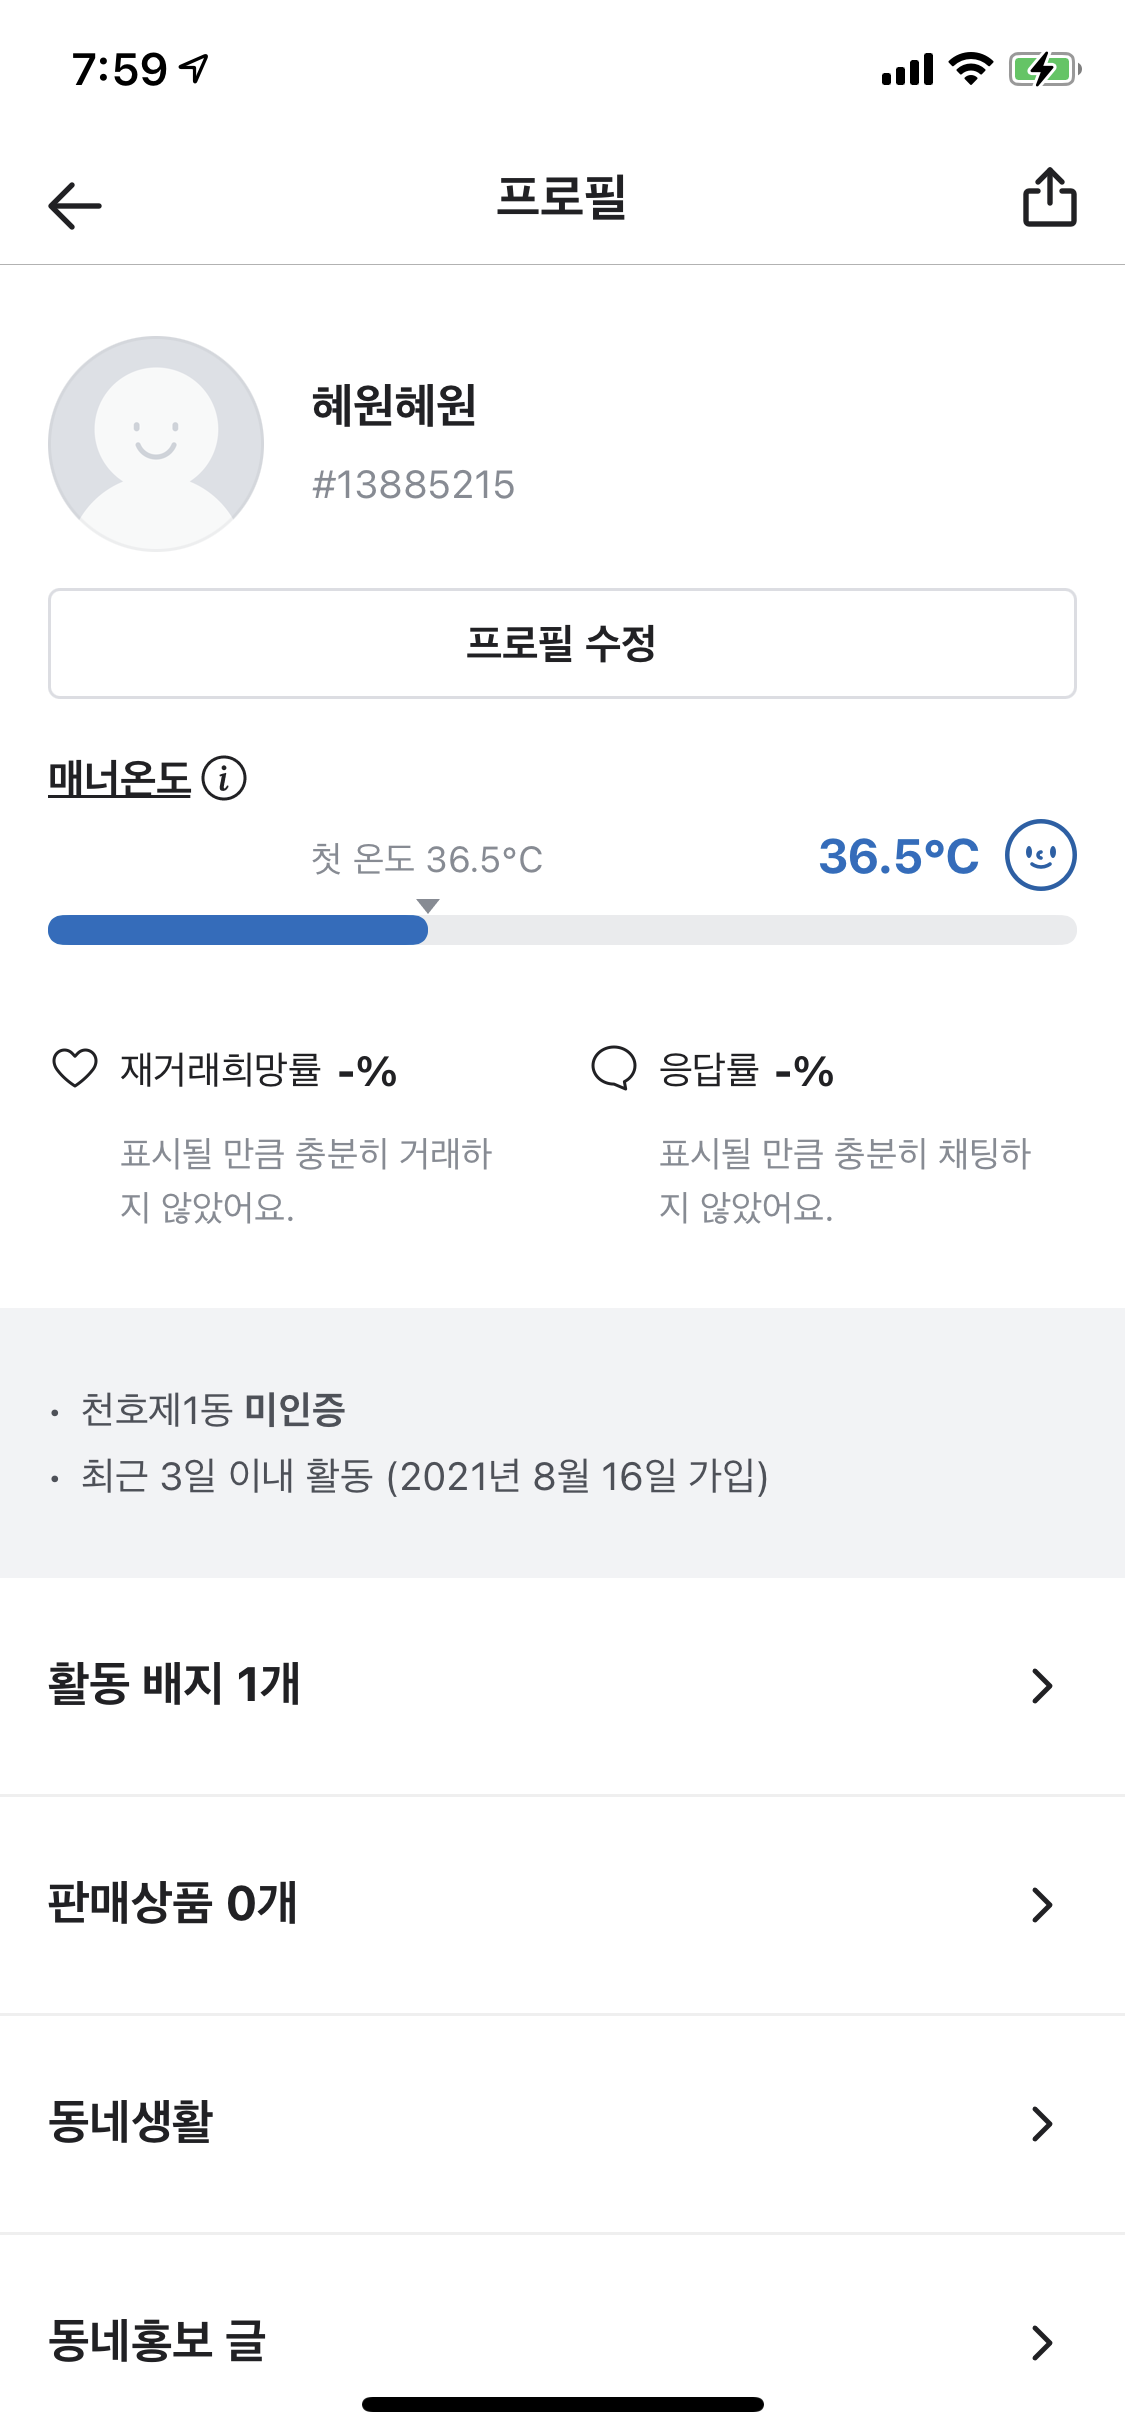 7:59
프로필
혜원혜원
#13885215
프로필 수정
매너온도 i
첫 온도 36.5°C
36.5°C
재거래희망률 -%
표시될 만큼 충분히 거래하
지 않았어요.
응답률 -%
표시될 만큼 충분히 채팅하
지 않았어요.
· 천호제1동 미인증
· 최근 3일 이내 활동 (2021년 8월 16일 가입)
활동 배지 1개
판매상품 0개
동네생활
동네홍보 글